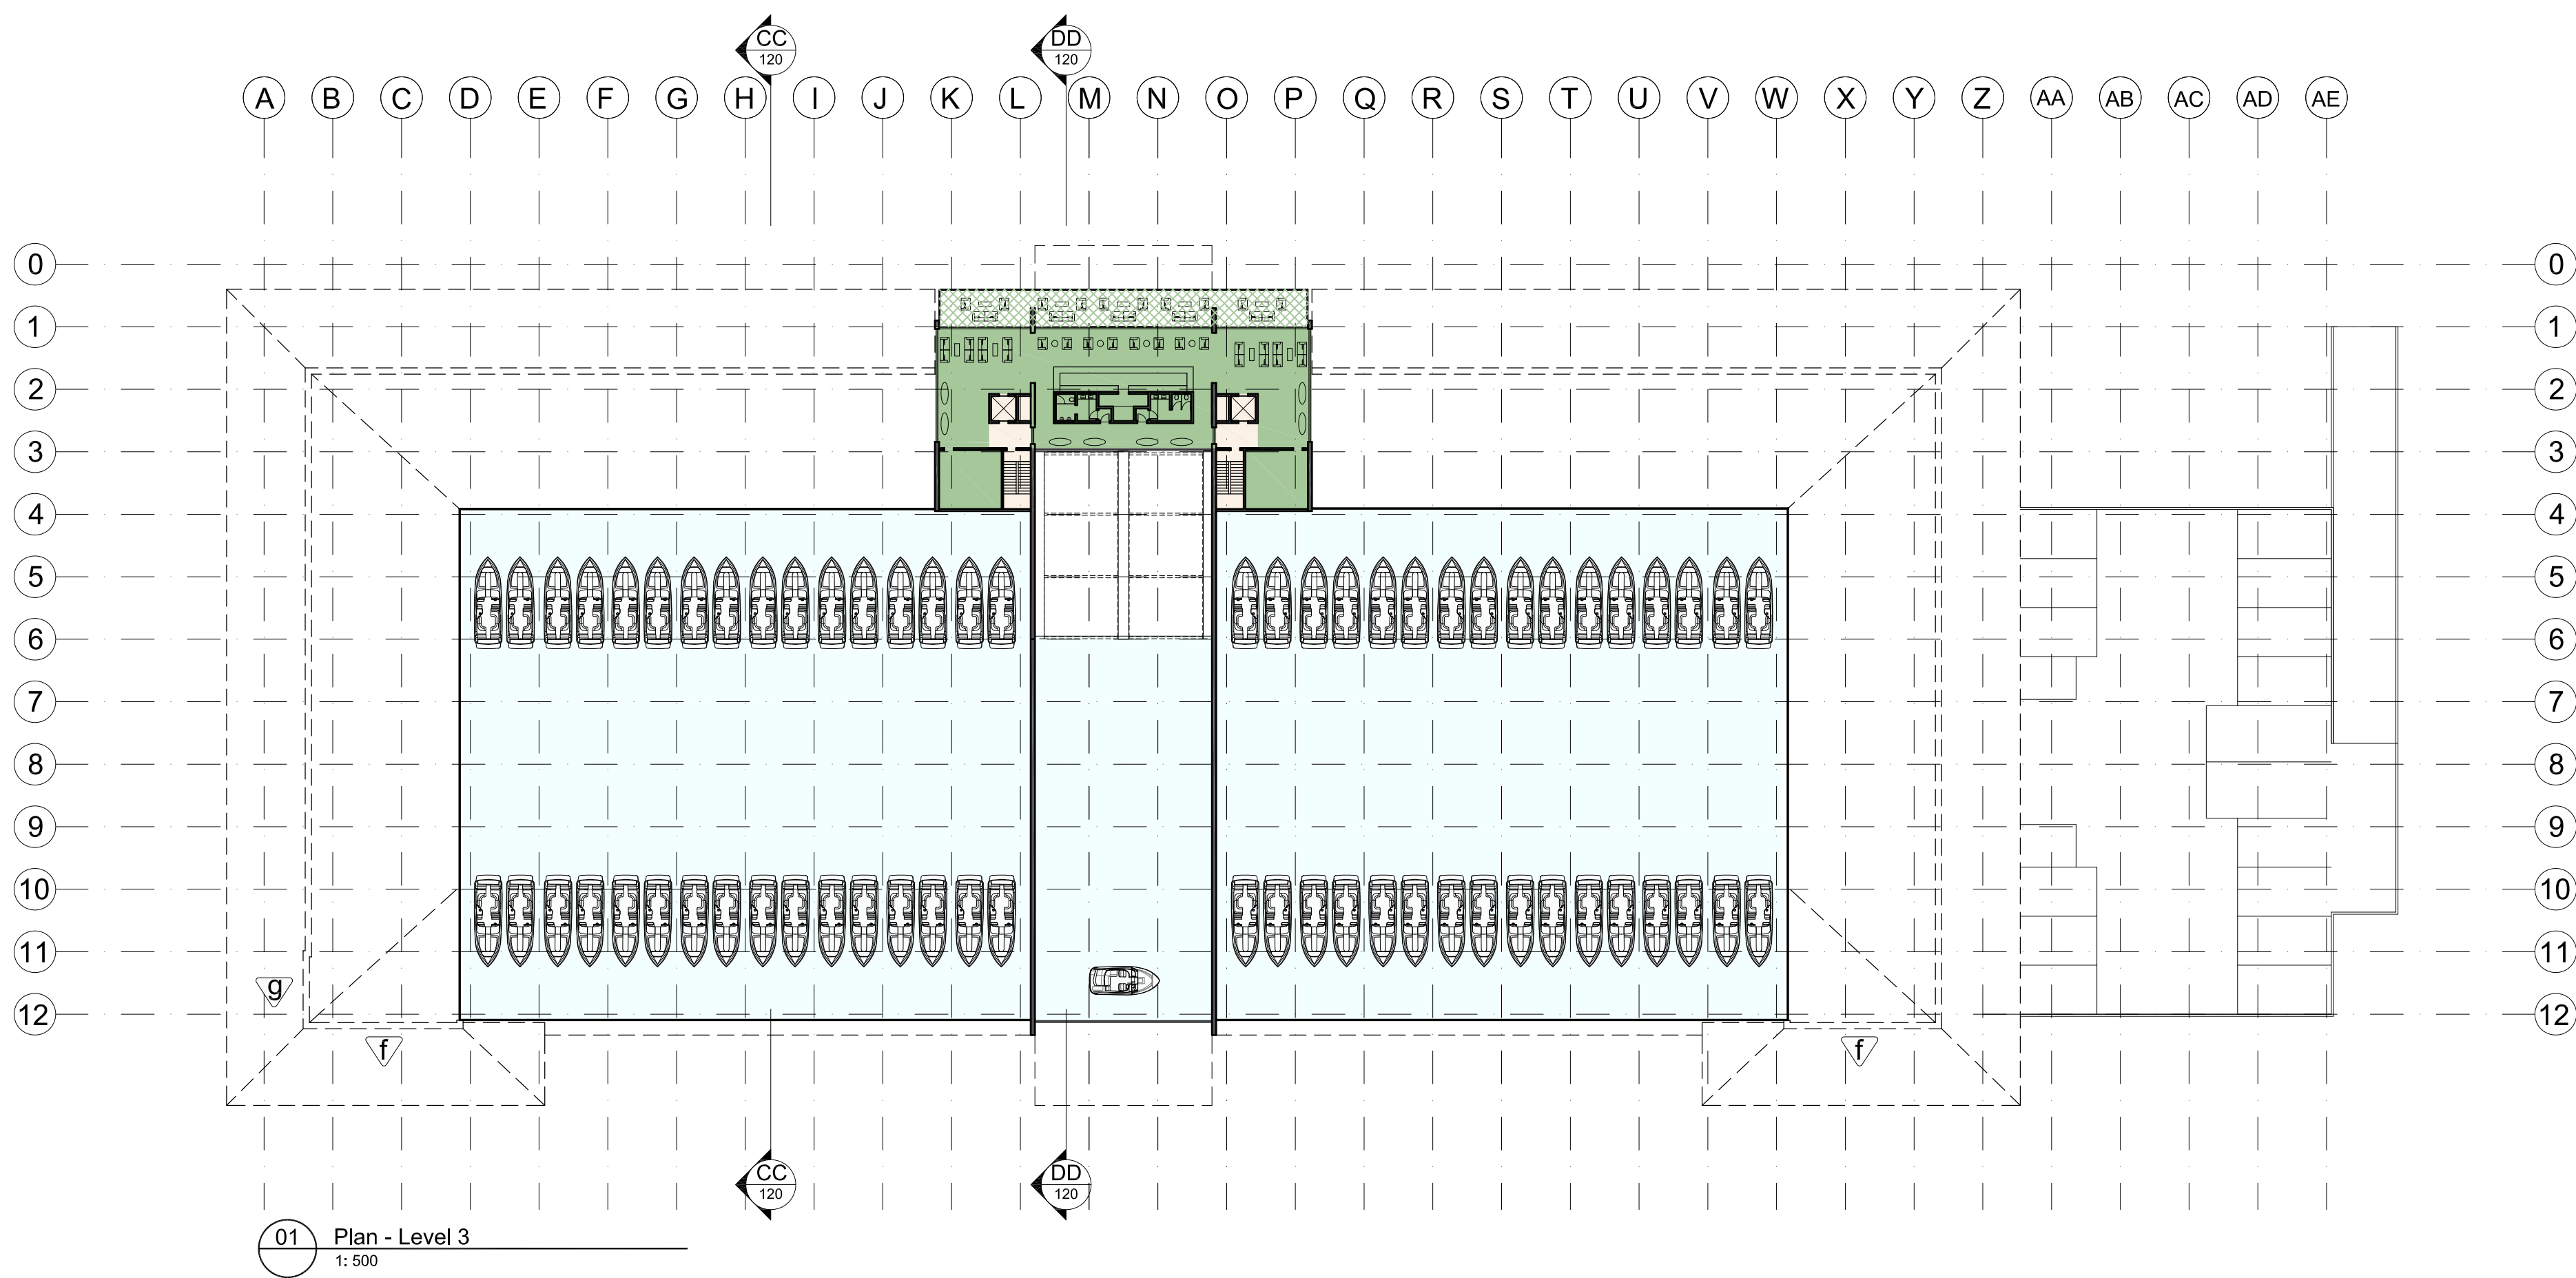 CC DD
120 120
A B C D E F G H I J K L M N O P Q R S T U V W X Y Z AA AB AC AD AE
0 0
1 1
2 2
3 3
4 4
5 5
6 6
7 7
8 8
9 9
10 10
11 11
g
12 12
f f
CC DD
120 120
01 Plan - Level 3
1: 500